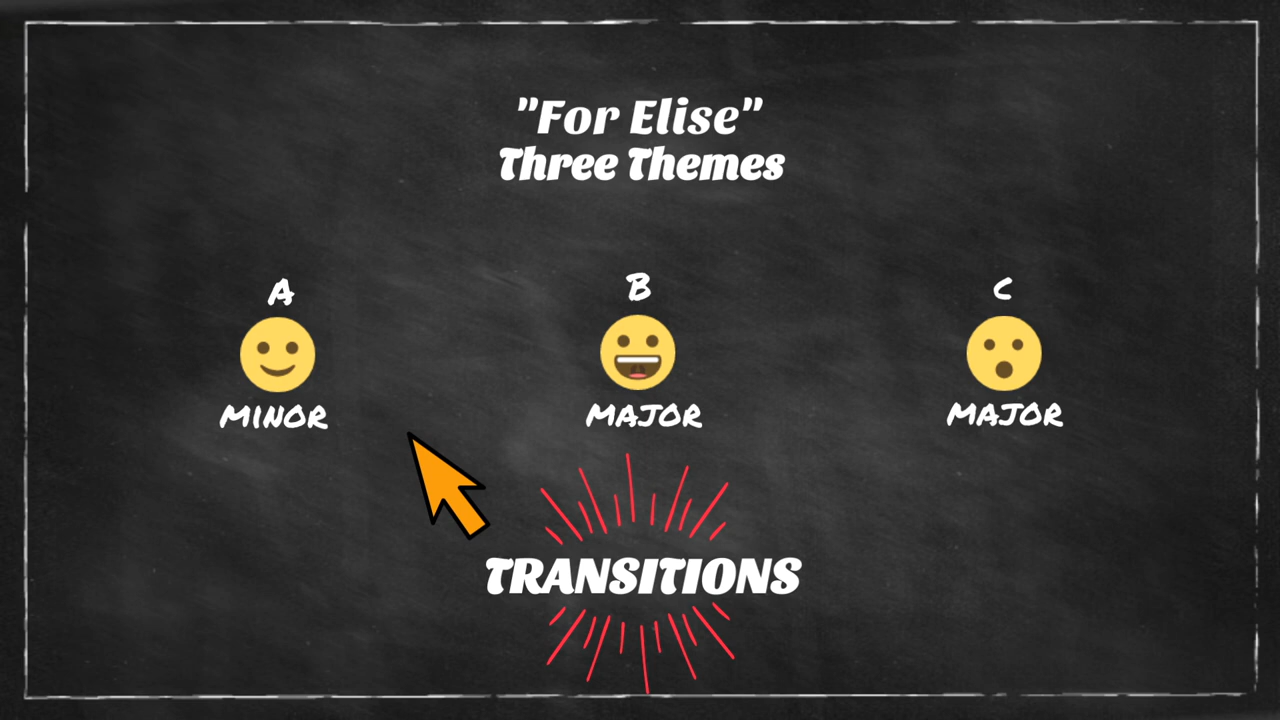 "For Elise"
Three Themes
A
B
C
MINOR
MAJOR
MAJOR
TRANSITIONS